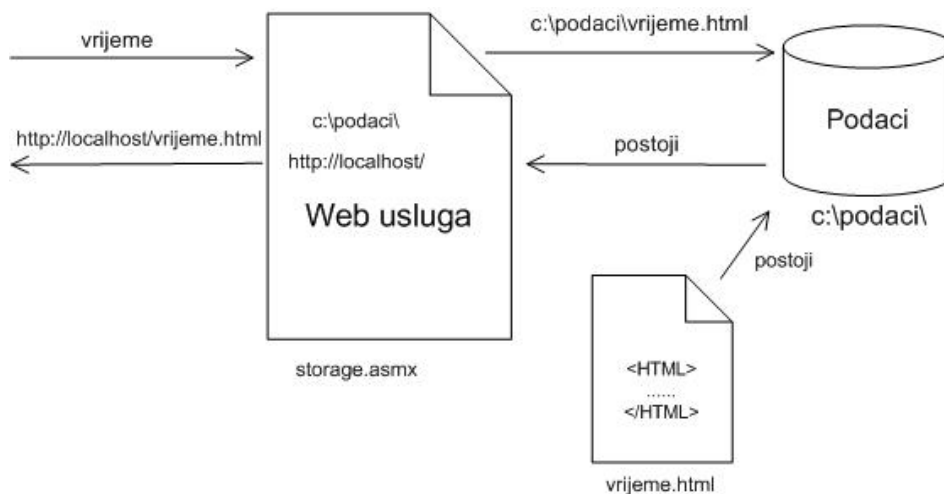 vrijeme
c:\podaci\vrijeme.html
http://localhost/vrijeme.html
c:\podaci\
http://localhost/
Web usluga
postoji
Podaci
c:\podaci\
postoji
storage.asmx
<HTML>
......
</HTML>
vrijeme.html